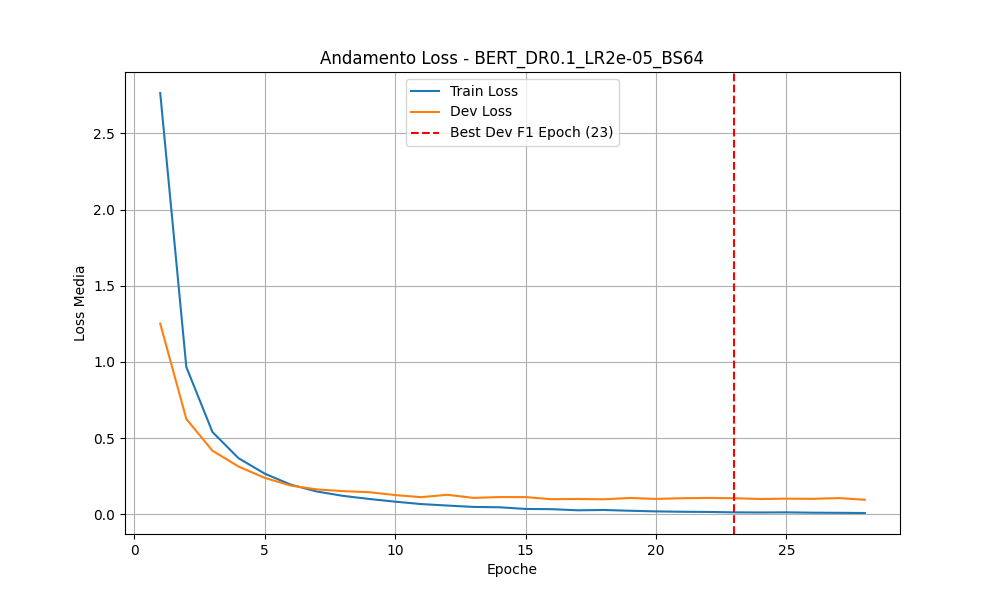 Andamento Loss - BERT_DR0.1_LR2e-05_BS64
Train Loss
Dev Loss
Best Dev F1 Epoch (23)
Loss Media
2.5
2.0
1.5
1.0
0.5
0.0
0 5 10 15 20 25
Epoche